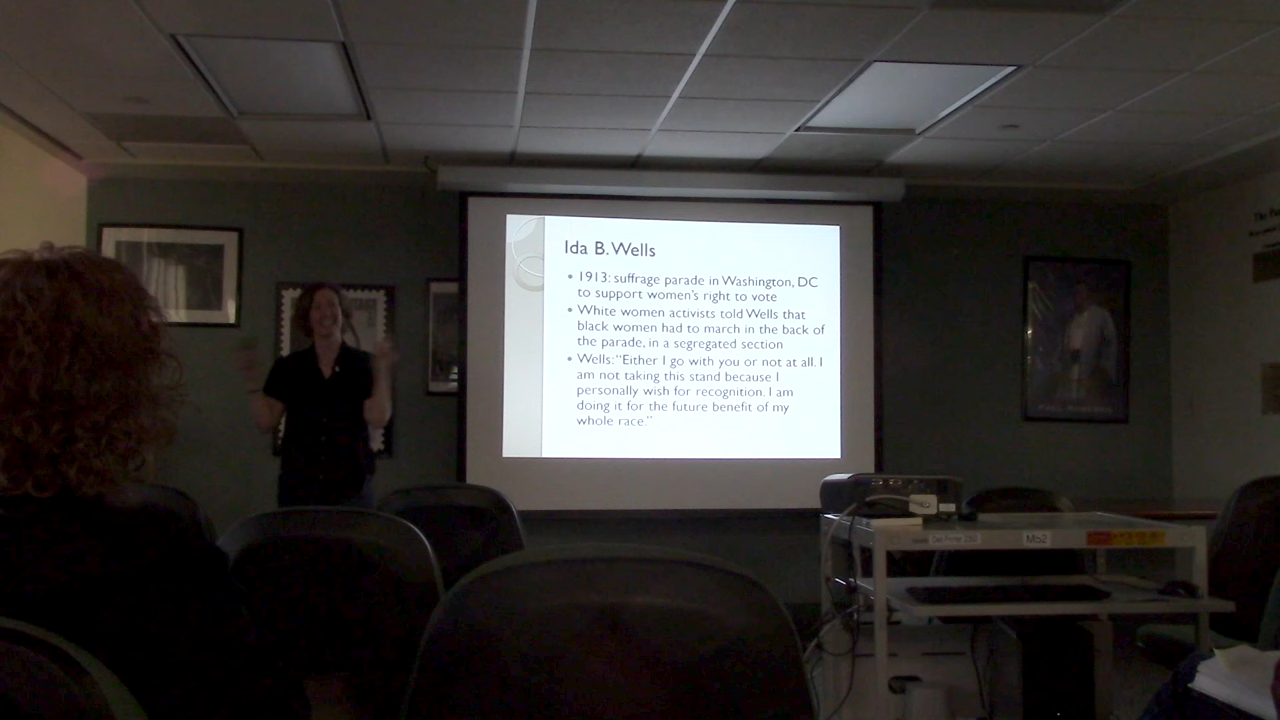 Ida B. Wells
• 1913: suffrage parade in Washington, DC
to support women's right to vote
• White women activists told Wells that
black women had to march in the back of
the parade, in a segregated section
• Wells: "Either I go with you or not at all. I
am not taking this stand because I
personally wish for recognition. I am
doing it for the future benefit of my
whole race."
The
M52